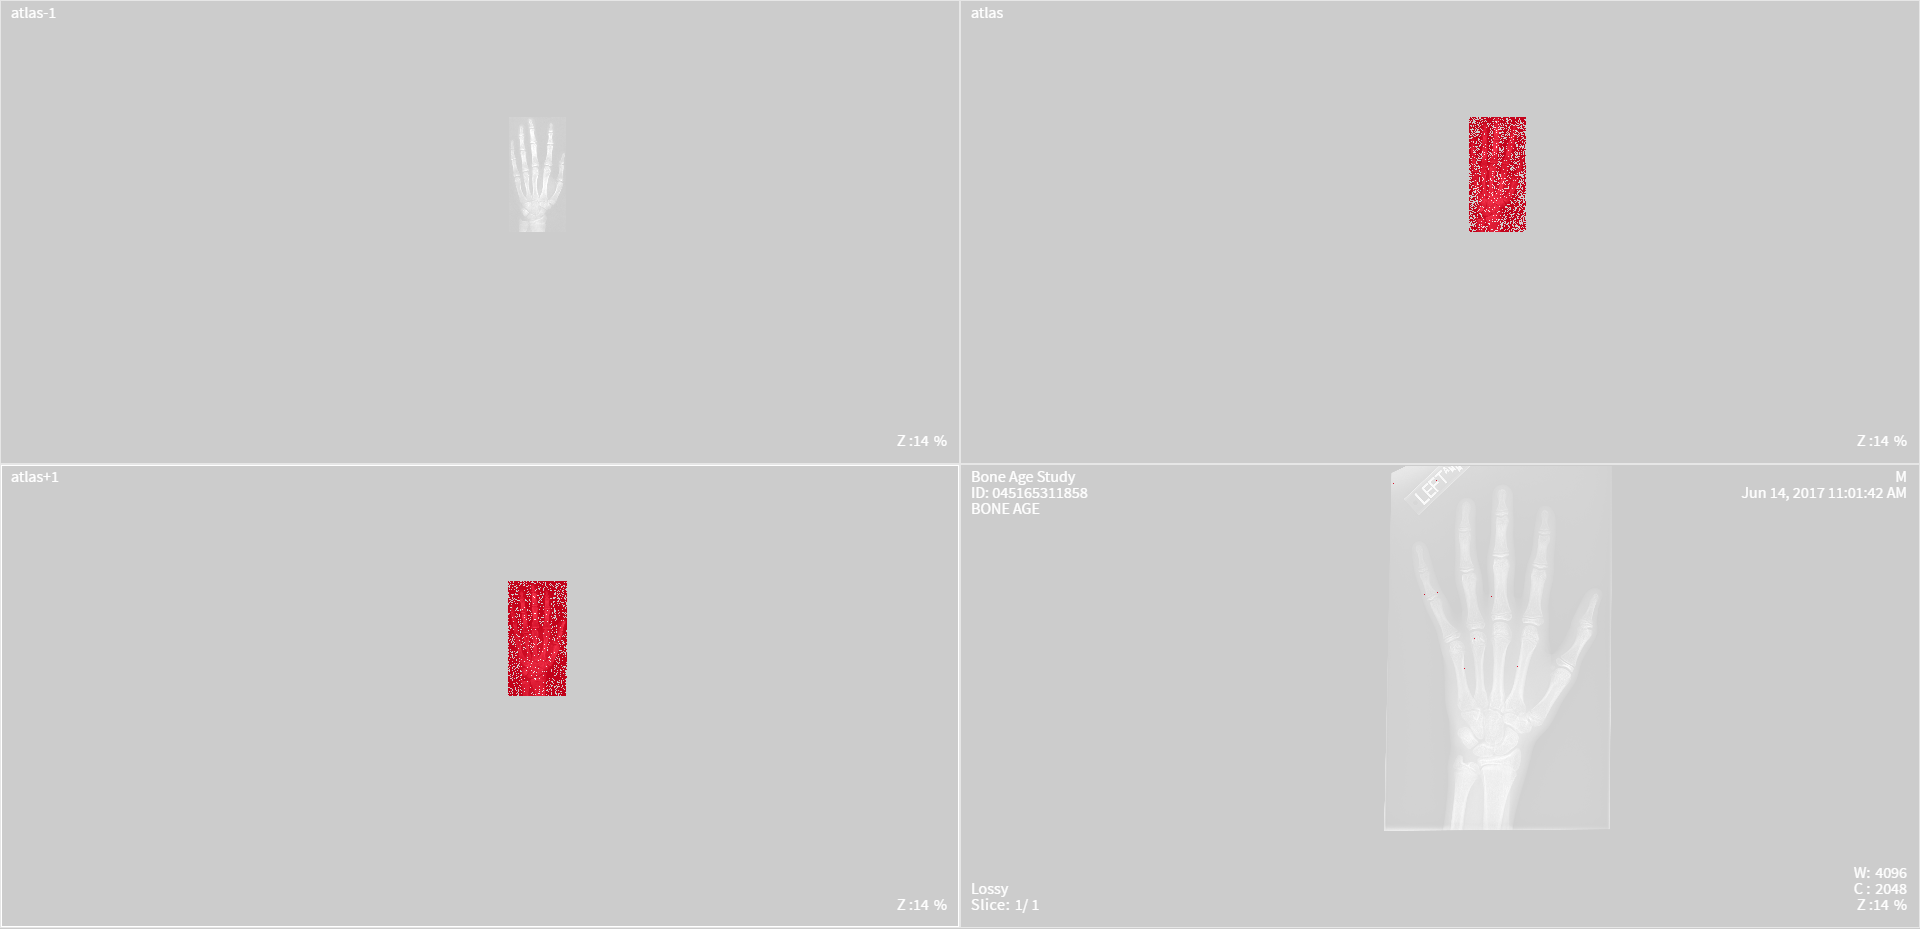 atlas-1
Z :14 %
atlas
Z :14 %
atlas+1
Z :14 %
Bone Age Study
ID: 045165311858
BONE AGE
M
Jun 14, 2017 11:01:42 AM
LEFT
Lossy
Slice: 1/ 1
W: 4096
C : 2048
Z :14 %